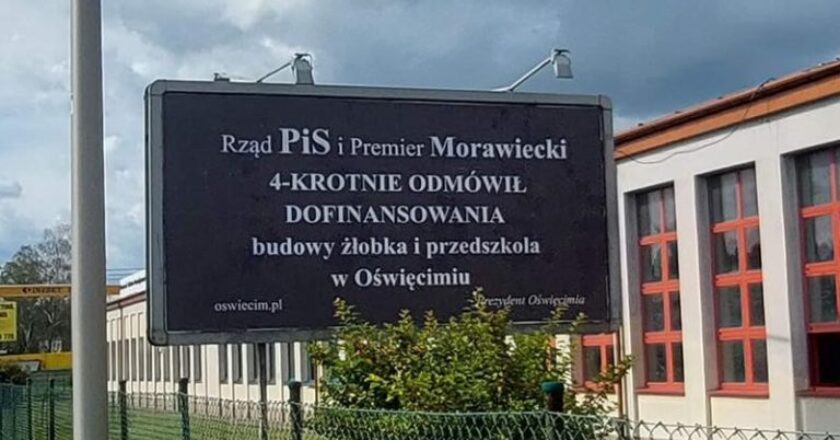 Rząd PiS i Premier Morawiecki
4-KROTNIE ODMÓWIŁ
DOFINANSOWANIA
budowy żłobka i przedszkola
w Oświęcimiu
oswiecim.pl
Prezydent Oświęcimia